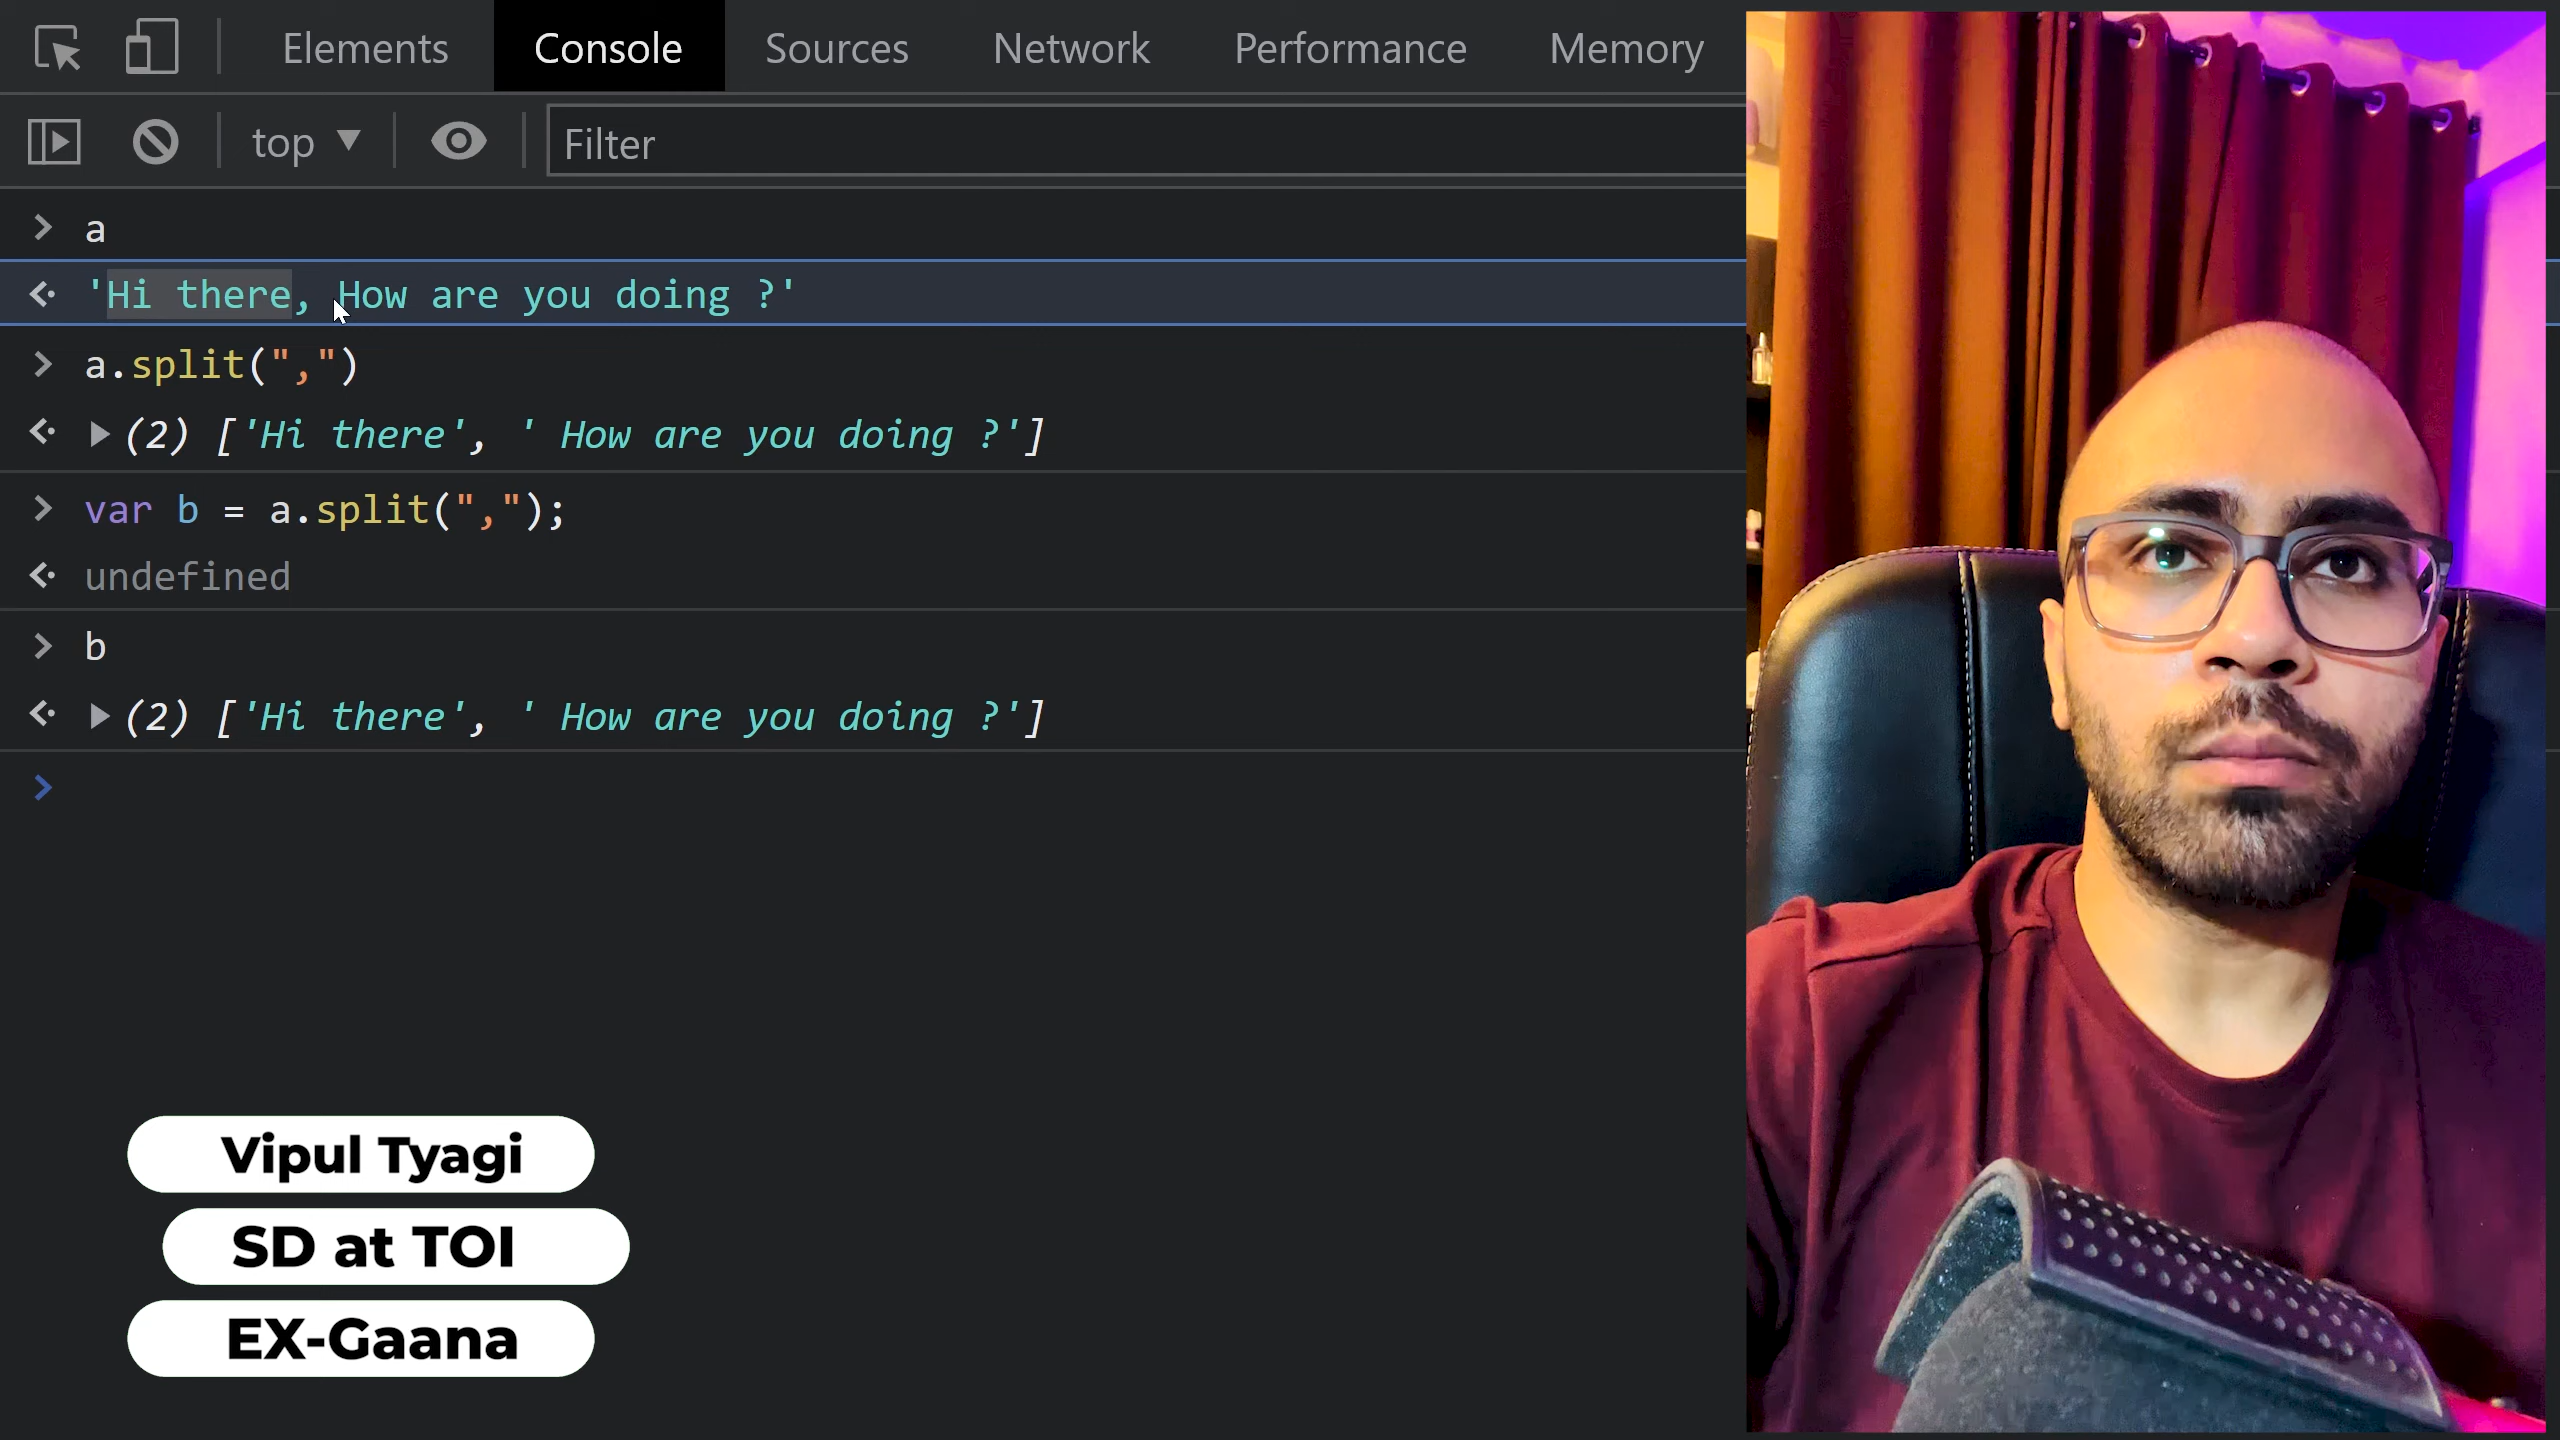 Elements Console Sources Network Performance Memory
top ▼ Filter
> a
'Hi there, How are you doing ?'
> a.split(",")
(2) ['Hi there', ' How are you doing ?']
> var b = a.split(",");
undefined
> b
(2) ['Hi there', ' How are you doing ?']
>
Vipul Tyagi
SD at TOI
EX-Gaana